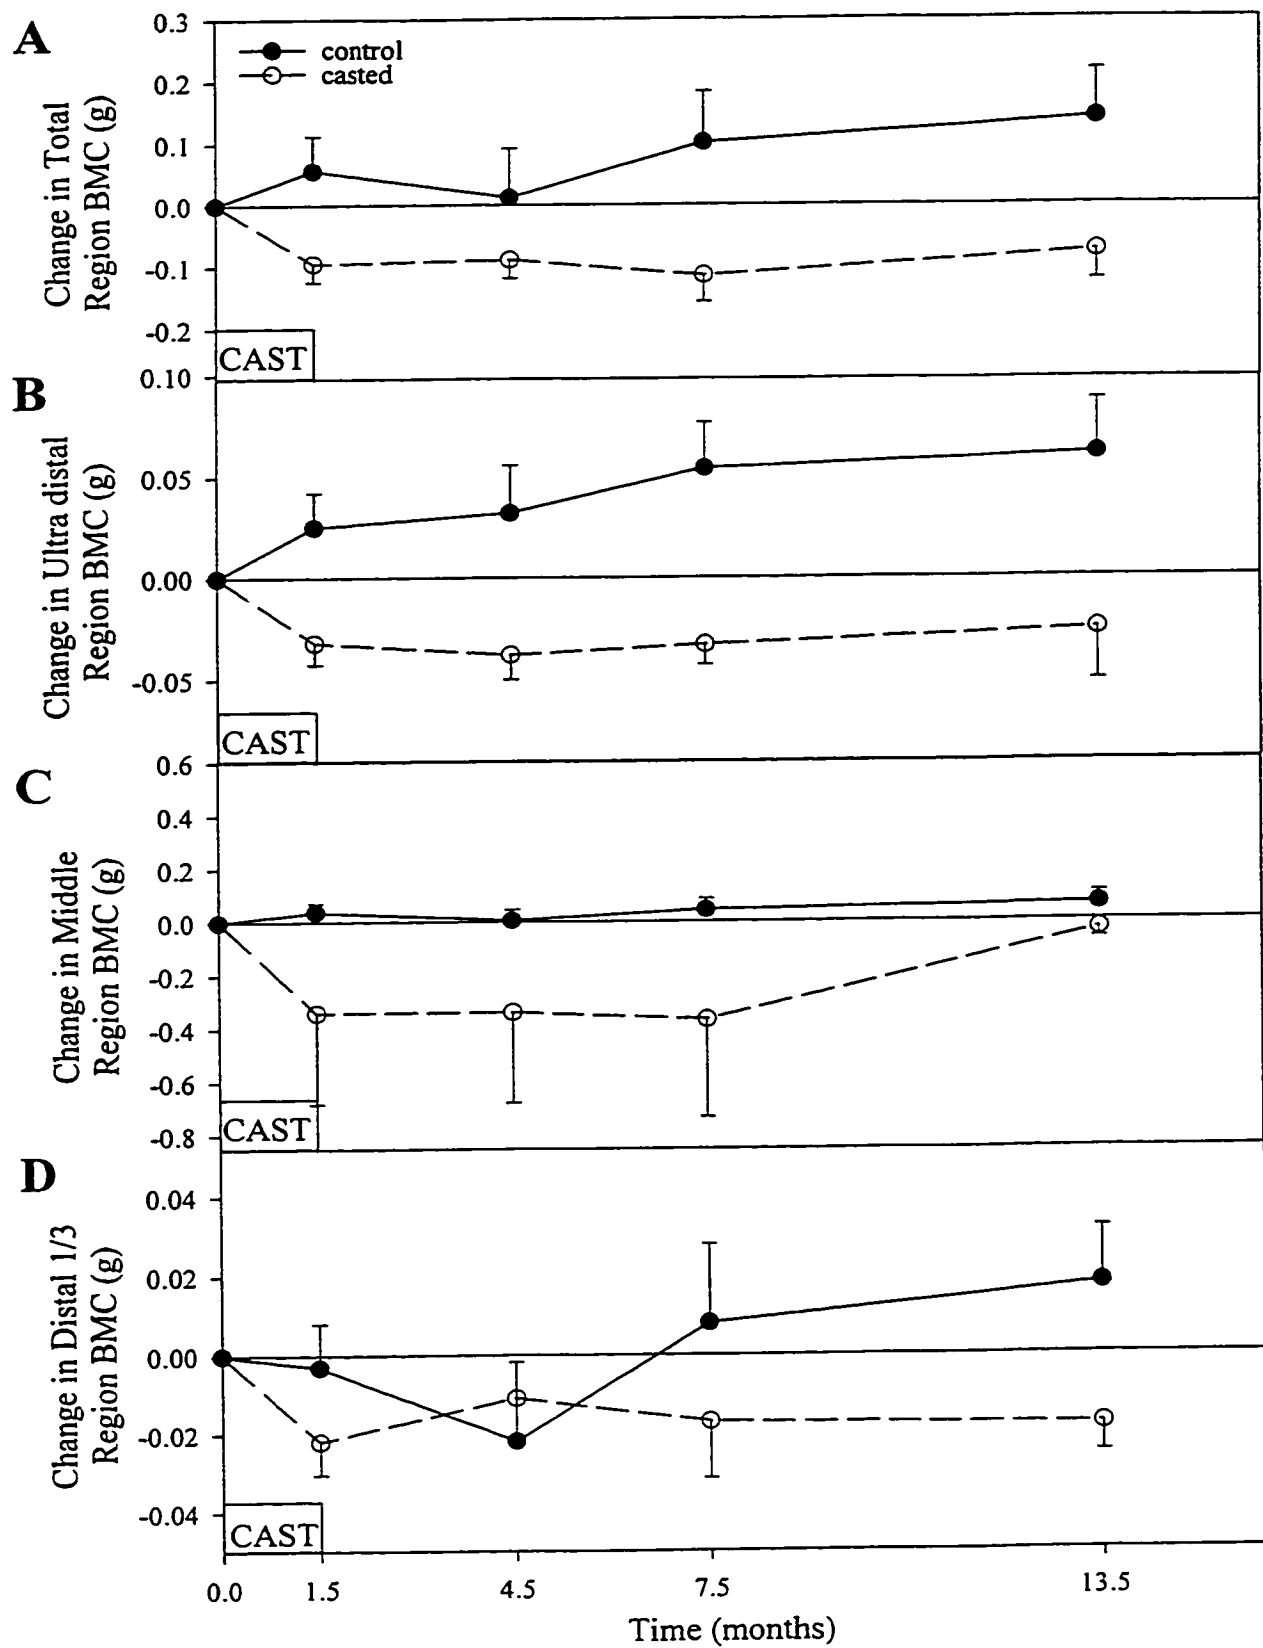 A
Change in Total
Region BMC (g)
0.3
0.2
0.1
0.0
-0.1
-0.2
control
casted
CAST
B
Change in Ultra distal
Region BMC (g)
0.10
0.05
0.00
-0.05
CAST
C
Change in Middle
Region BMC (g)
0.6
0.4
0.2
0.0
-0.2
-0.4
-0.6
-0.8
CAST
D
Change in Distal 1/3
Region BMC (g)
0.04
0.02
0.00
-0.02
-0.04
CAST
0.0 1.5 4.5 7.5 13.5
Time (months)